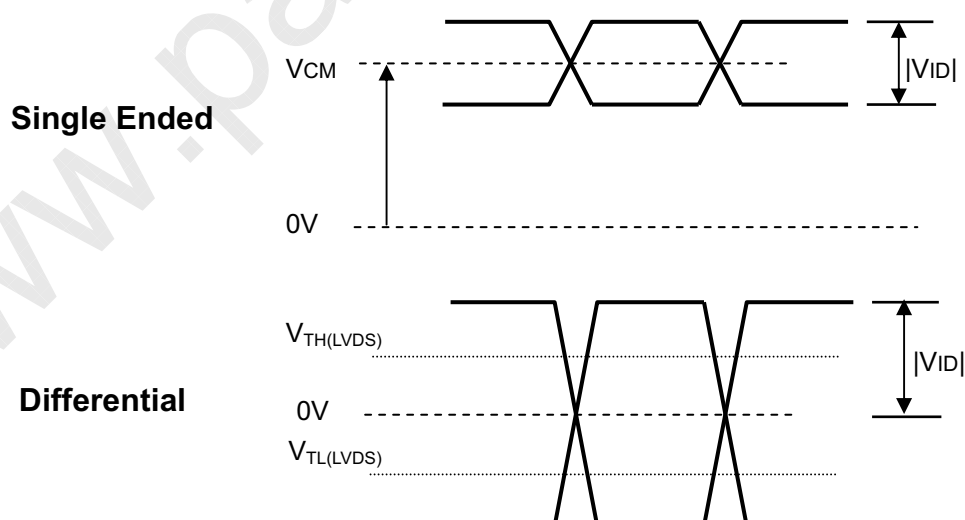 VCM
|VID|
Single Ended
0V
VTH(LVDS)
|VID|
Differential
0V
VTL(LVDS)